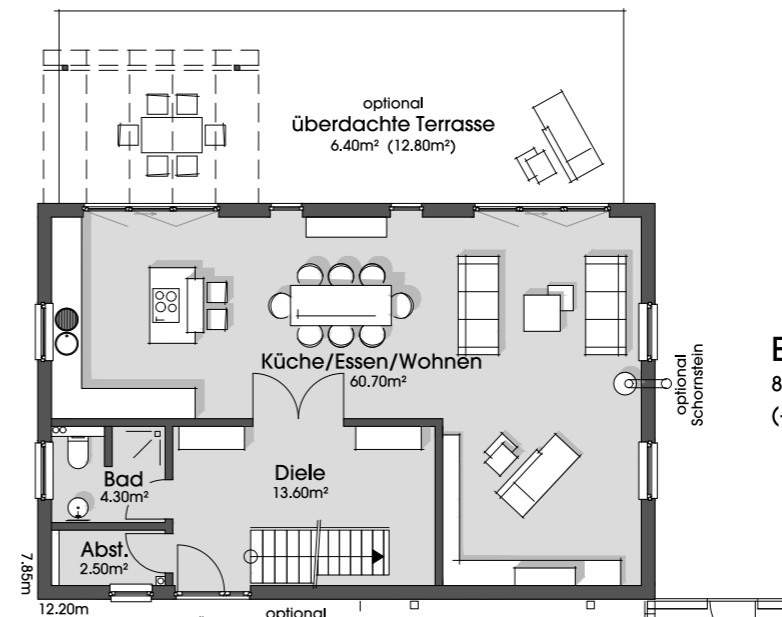 optional
überdachte Terrasse
6.40m² (12.80m²)
Küche/Essen/Wohnen
60.70m²
optional
Schornstein
E
8
(-
Bad
4.30m²
Diele
13.60m²
Abst.
2.50m²
7.85m
12.20m
optional